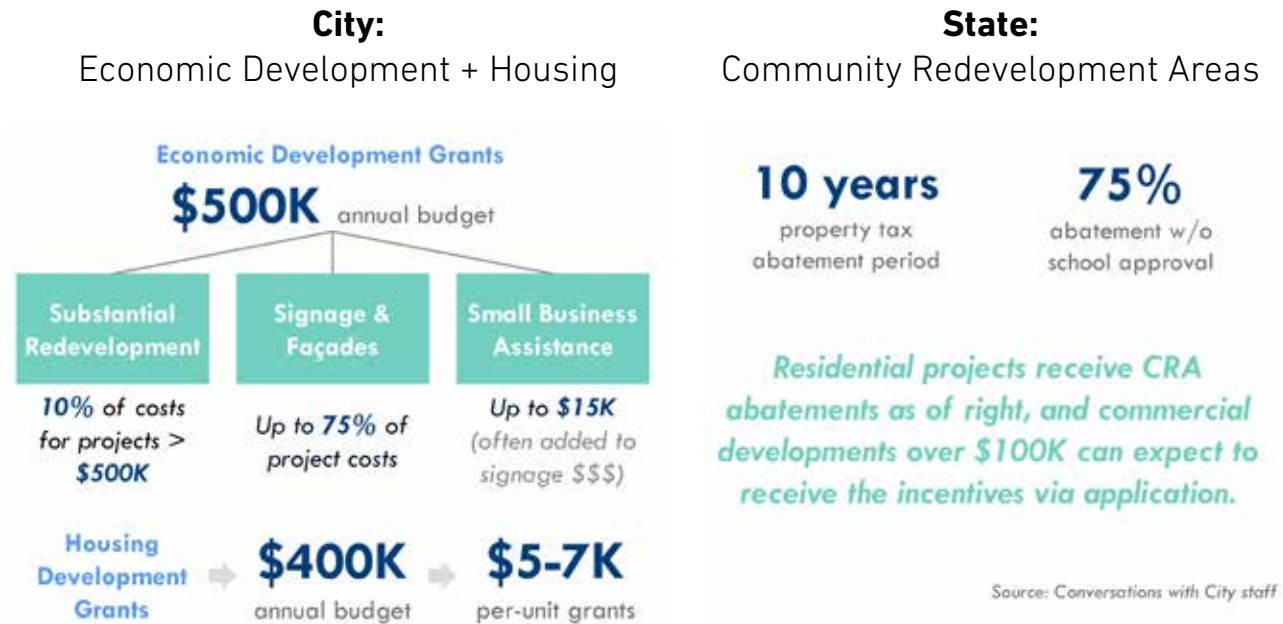 City:
Economic Development + Housing
Economic Development Grants
$500K annual budget
Substantial
Redevelopment
10% of costs
for projects >
$500K
Signage &
Façades
Up to 75% of
project costs
Small Business
Assistance
Up to $15K
(often added to
signage $$$)
Housing
Development
Grants
$400K
annual budget
$5-7K
per-unit grants
State:
Community Redevelopment Areas
10 years
property tax
abatement period
75%
abatement w/o
school approval
Residential projects receive CRA
abatements as of right, and commercial
developments over $100K can expect to
receive the incentives via application.
Source: Conversations with City staff